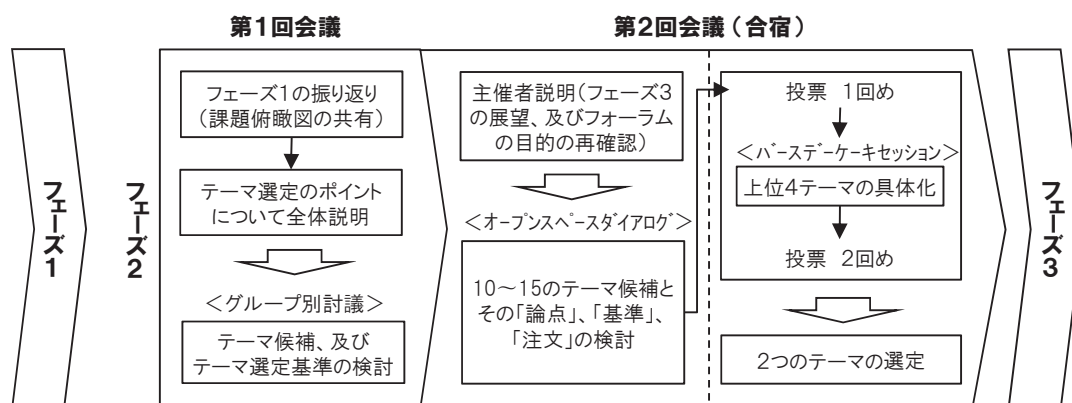 第1回会議
第2回会議（合宿）
フェーズ1
フェーズ2
フェーズ1の振り返り
（課題俯瞰図の共有）
テーマ選定のポイント
について全体説明
＜グループ別討議＞
テーマ候補、及び
テーマ選定基準の検討
主催者説明（フェーズ3
の展望、及びフォーラム
の目的の再確認）
＜オープンスペースダイアログ＞
10～15のテーマ候補と
その「論点」、「基準」、
「注文」の検討
投票 1回め
＜バースデーケーキセッション＞
上位4テーマの具体化
投票 2回め
2つのテーマの選定
フェーズ3